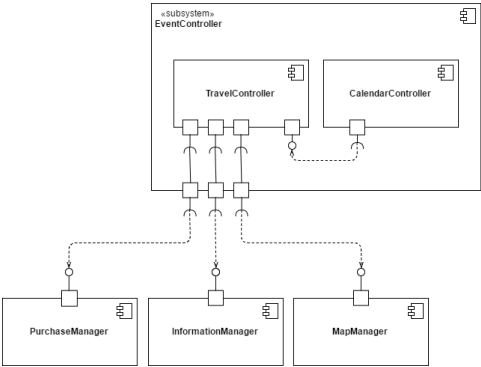 «subsystem»
EventController
TravelController
CalendarController
PurchaseManager
InformationManager
MapManager